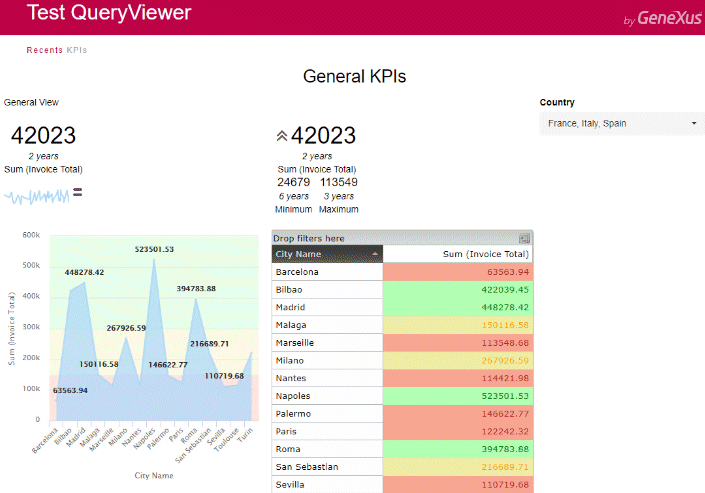 Test QueryViewer
by GeneXus
Recents KPIs
General KPIs
General View
42023
2 years
Sum (Invoice Total)
42023
2 years
Sum (Invoice Total)
24679 113549
6 years 3 years
Minimum Maximum
Country
France, Italy, Spain
600k
500k
400k
300k
200k
100k
0
Sum (Invoice Total)
523501.53
448278.42
394783.88
267926.59
216689.71
150116.58
146622.77
110719.68
63563.94
Barcelona
Bilbao
Madrid
Malaga
Marseille
Milano
Nantes
Napoles
Palermo
Paris
Roma
San Sebastian
Sevilla
Toulouse
Turin
City Name
Drop filters here
City Name Sum (Invoice Total)
Barcelona 63563.94
Bilbao 422039.45
Madrid 448278.42
Malaga 150116.58
Marseille 113548.68
Milano 267926.59
Nantes 114421.98
Napoles 523501.53
Palermo 146622.77
Paris 122242.32
Roma 394783.88
San Sebastian 216689.71
Sevilla 110719.68